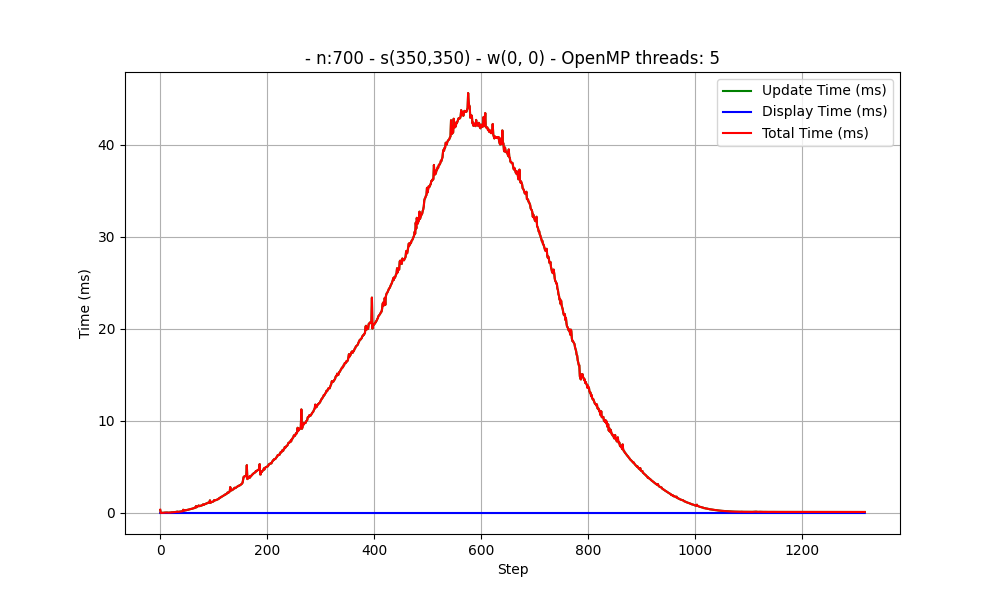 - n:700 - s(350,350) - w(0, 0) - OpenMP threads: 5
Update Time (ms)
Display Time (ms)
Total Time (ms)
Time (ms)
40
30
20
10
0
0 200 400 600 800 1000 1200
Step